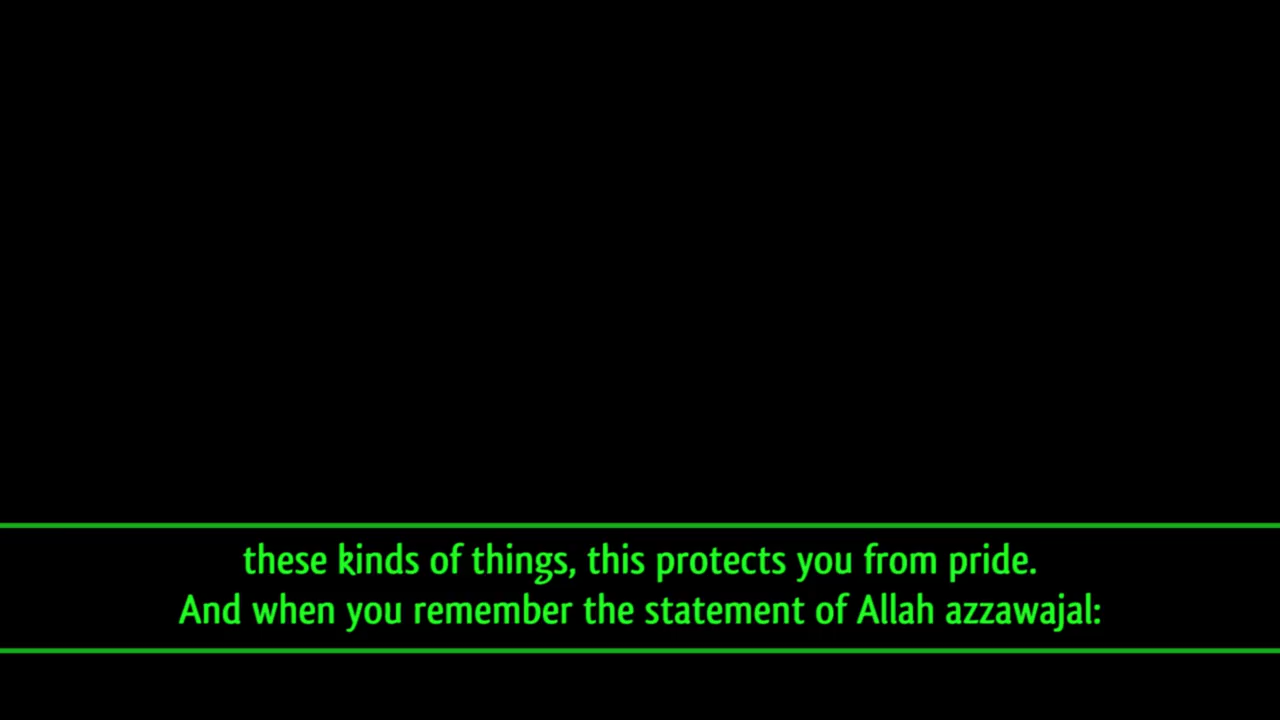 these kinds of things, this protects you from pride.
And when you remember the statement of Allah azzawajal: